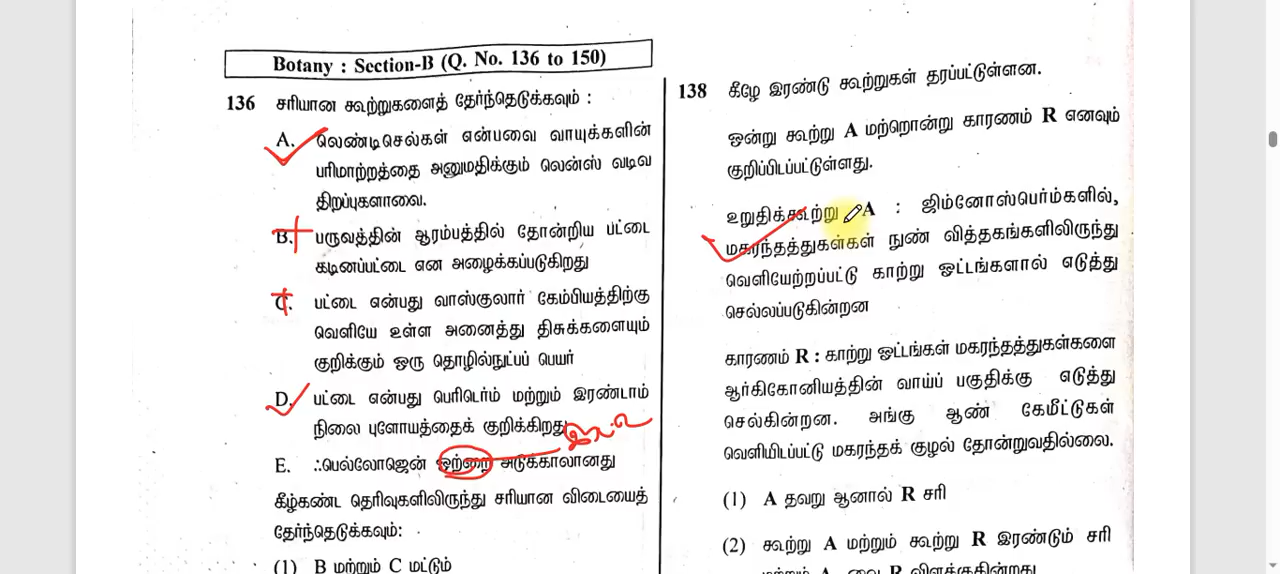 Botany : Section-B (Q. No. 136 to 150)
136 சரியான கூற்றுகளைத் தேர்ந்தெடுக்கவும் :
A. லெண்டிசெல்கள் என்பவை வாயுக்களின்
பரிமாற்றத்தை அனுமதிக்கும் லென்ஸ் வடிவ
திறப்புகளாலை.
B. பருவத்தின் ஆரம்பத்தில் தோன்றிய பட்டை
கடினப்பட்டை என அழைக்கப்படுகிறது
C. பட்டை என்பது வாஸ்குலார் கேம்பியத்திற்கு
வெளியே உள்ள அனைத்து திசுக்களையும்
குறிக்கும் ஒரு தொழில்நுட்பப் பெயர்
D. பட்டை என்பது பெரிடெர்ம் மற்றும் இரண்டாம்
நிலை புளோயத்தைக் குறிக்கிறது
E. ஃபெல்லோஜென் ஒற்றை அடுக்காலானது
கீழ்கண்ட தெரிவுகளிலிருந்து சரியான விடையைத்
தேர்ந்தெடுக்கவும்:
(1) B மற்றும் C மட்டும்
138 கீழே இரண்டு கூற்றுகள் தரப்பட்டுள்ளன.
ஒன்று கூற்று A மற்றொன்று காரணம் R எனவும்
குறிப்பிடப்பட்டுள்ளது.
உறுதிக்கூற்று A : ஜிம்னோஸ்பெர்ம்களில்,
மகரந்தத்துகள்கள் நுண் வித்தகங்களிலிருந்து
வெளியேற்றப்பட்டு காற்று ஓட்டங்களால் எடுத்து
செல்லப்படுகின்றன
காரணம் R : காற்று ஓட்டங்கள் மகரந்தத்துகள்களை
ஆர்கிகோனியத்தின் வாய்ப் பகுதிக்கு எடுத்து
செல்கின்றன. அங்கு ஆண் கேமீட்டுகள்
வெளியிடப்பட்டு மகரந்தக் குழல் தோன்றுவதில்லை.
(1) A தவறு ஆனால் R சரி
(2) கூற்று A மற்றும் கூற்று R இரண்டும் சரி
மற்றும் A வை R விளக்குகின்றது